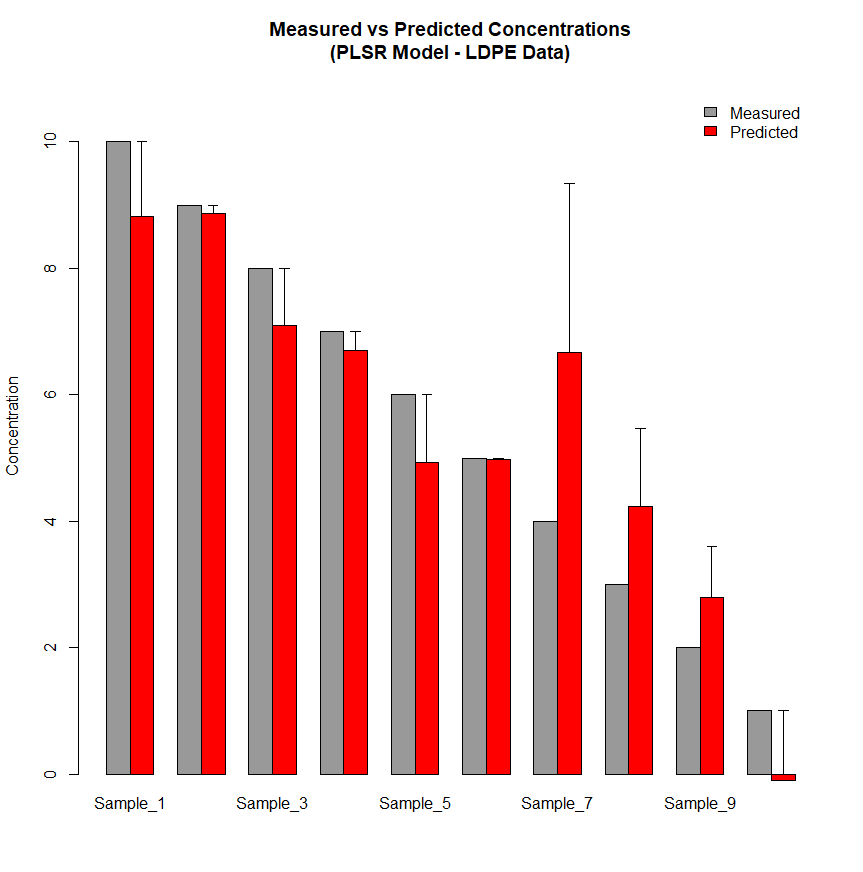 Measured vs Predicted Concentrations
(PLSR Model - LDPE Data)
Measured
Predicted
Concentration
10
8
6
4
2
0
Sample_1 Sample_3 Sample_5 Sample_7 Sample_9